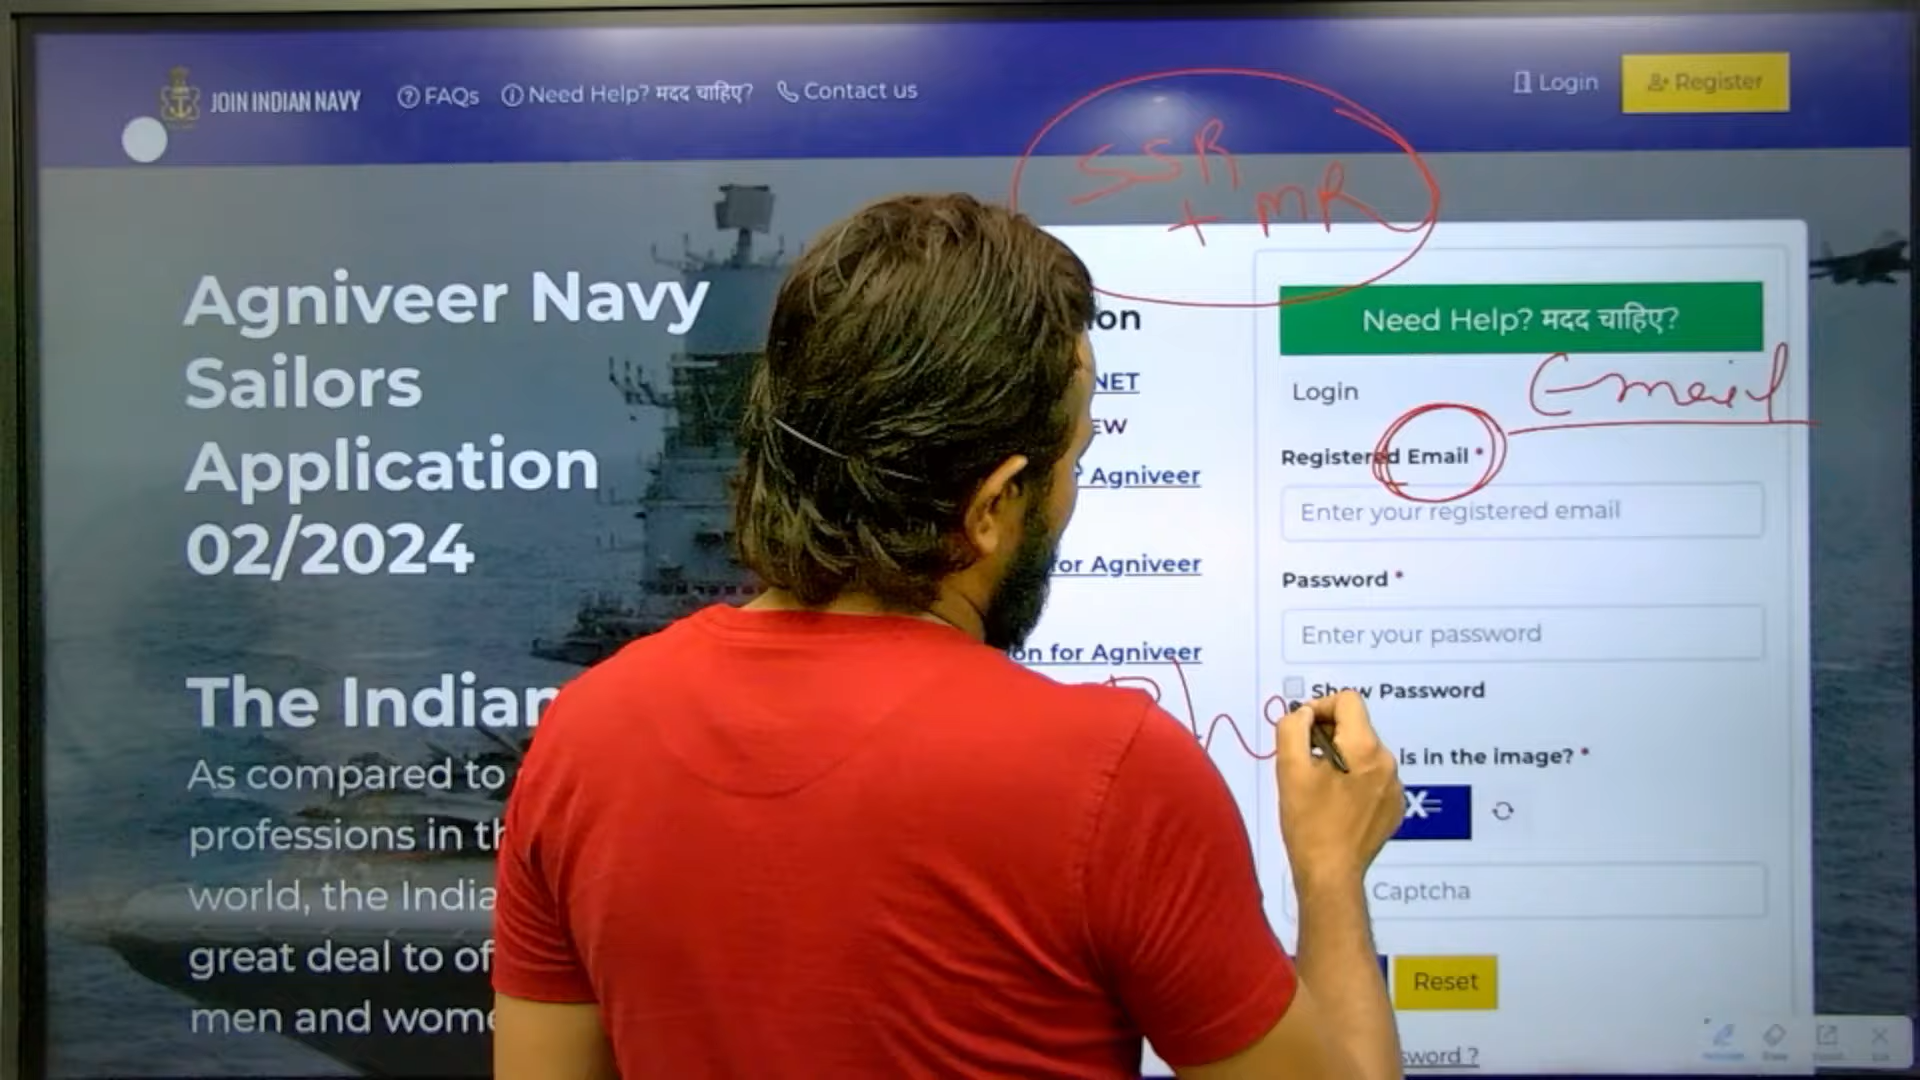 JOIN INDIAN NAVY
FAQs
Need Help? मदद चाहिए?
Contact us
Login
Register
SSR
+ MR
Agniveer Navy
Sailors
Application
02/2024
The Indian
As compared to
professions in th
world, the India
great deal to of
men and wome
on
NET
EW
Agniveer
for Agniveer
on for Agniveer
Pho
Need Help? मदद चाहिए?
Login
Email
Registered Email *
Enter your registered email
Password *
Enter your password
Show Password
is in the image? *
X=
Captcha
Reset
sword ?